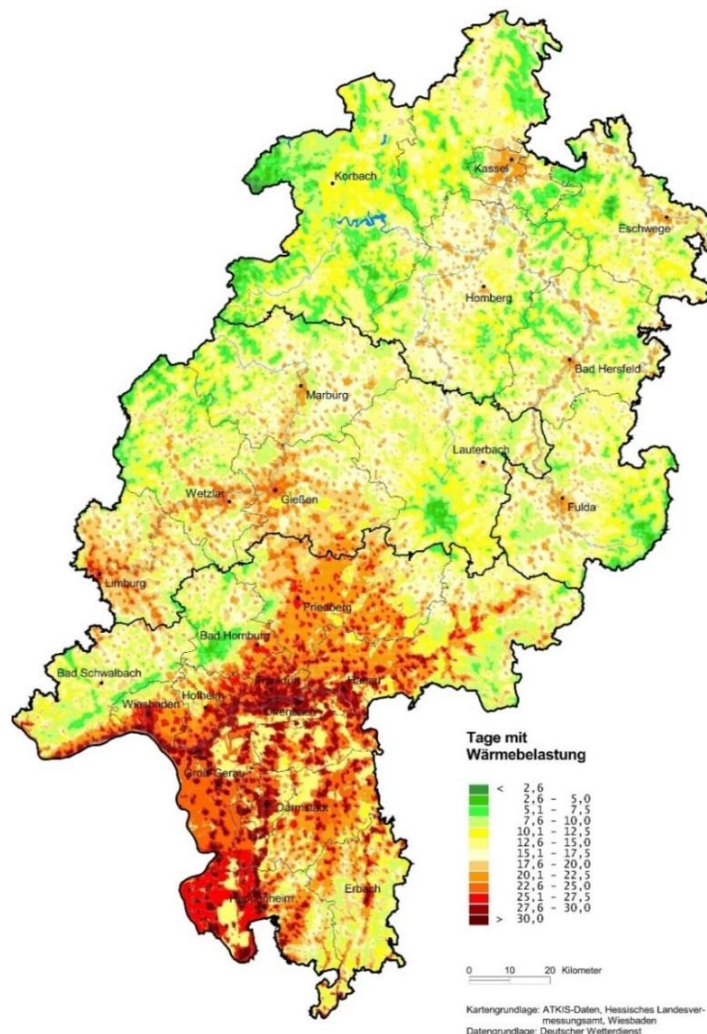 Kassel
Korbach
Eschwege
Homberg
Bad Hersfeld
Marburg
Lauterbach
Wetzlar
Gießen
Fulda
Limburg
Friedberg
Bad Homburg
Bad Schwalbach
Frankfurt
Hanau
Hofheim
Wiesbaden
Offenbach
Groß-Gerau
Darmstadt
Erbach
Heppenheim
Tage mit
Wärmebelastung
< 2,6
2,6 - 5,0
5,1 - 7,5
7,6 - 10,0
10,1 - 12,5
12,6 - 15,0
15,1 - 17,5
17,6 - 20,0
20,1 - 22,5
22,6 - 25,0
25,1 - 27,5
27,6 - 30,0
> 30,0
0 10 20 Kilometer
Kartengrundlage: ATKIS-Daten, Hessisches Landesver-
messungsamt, Wiesbaden
Datengrundlage: Deutscher Wetterdienst